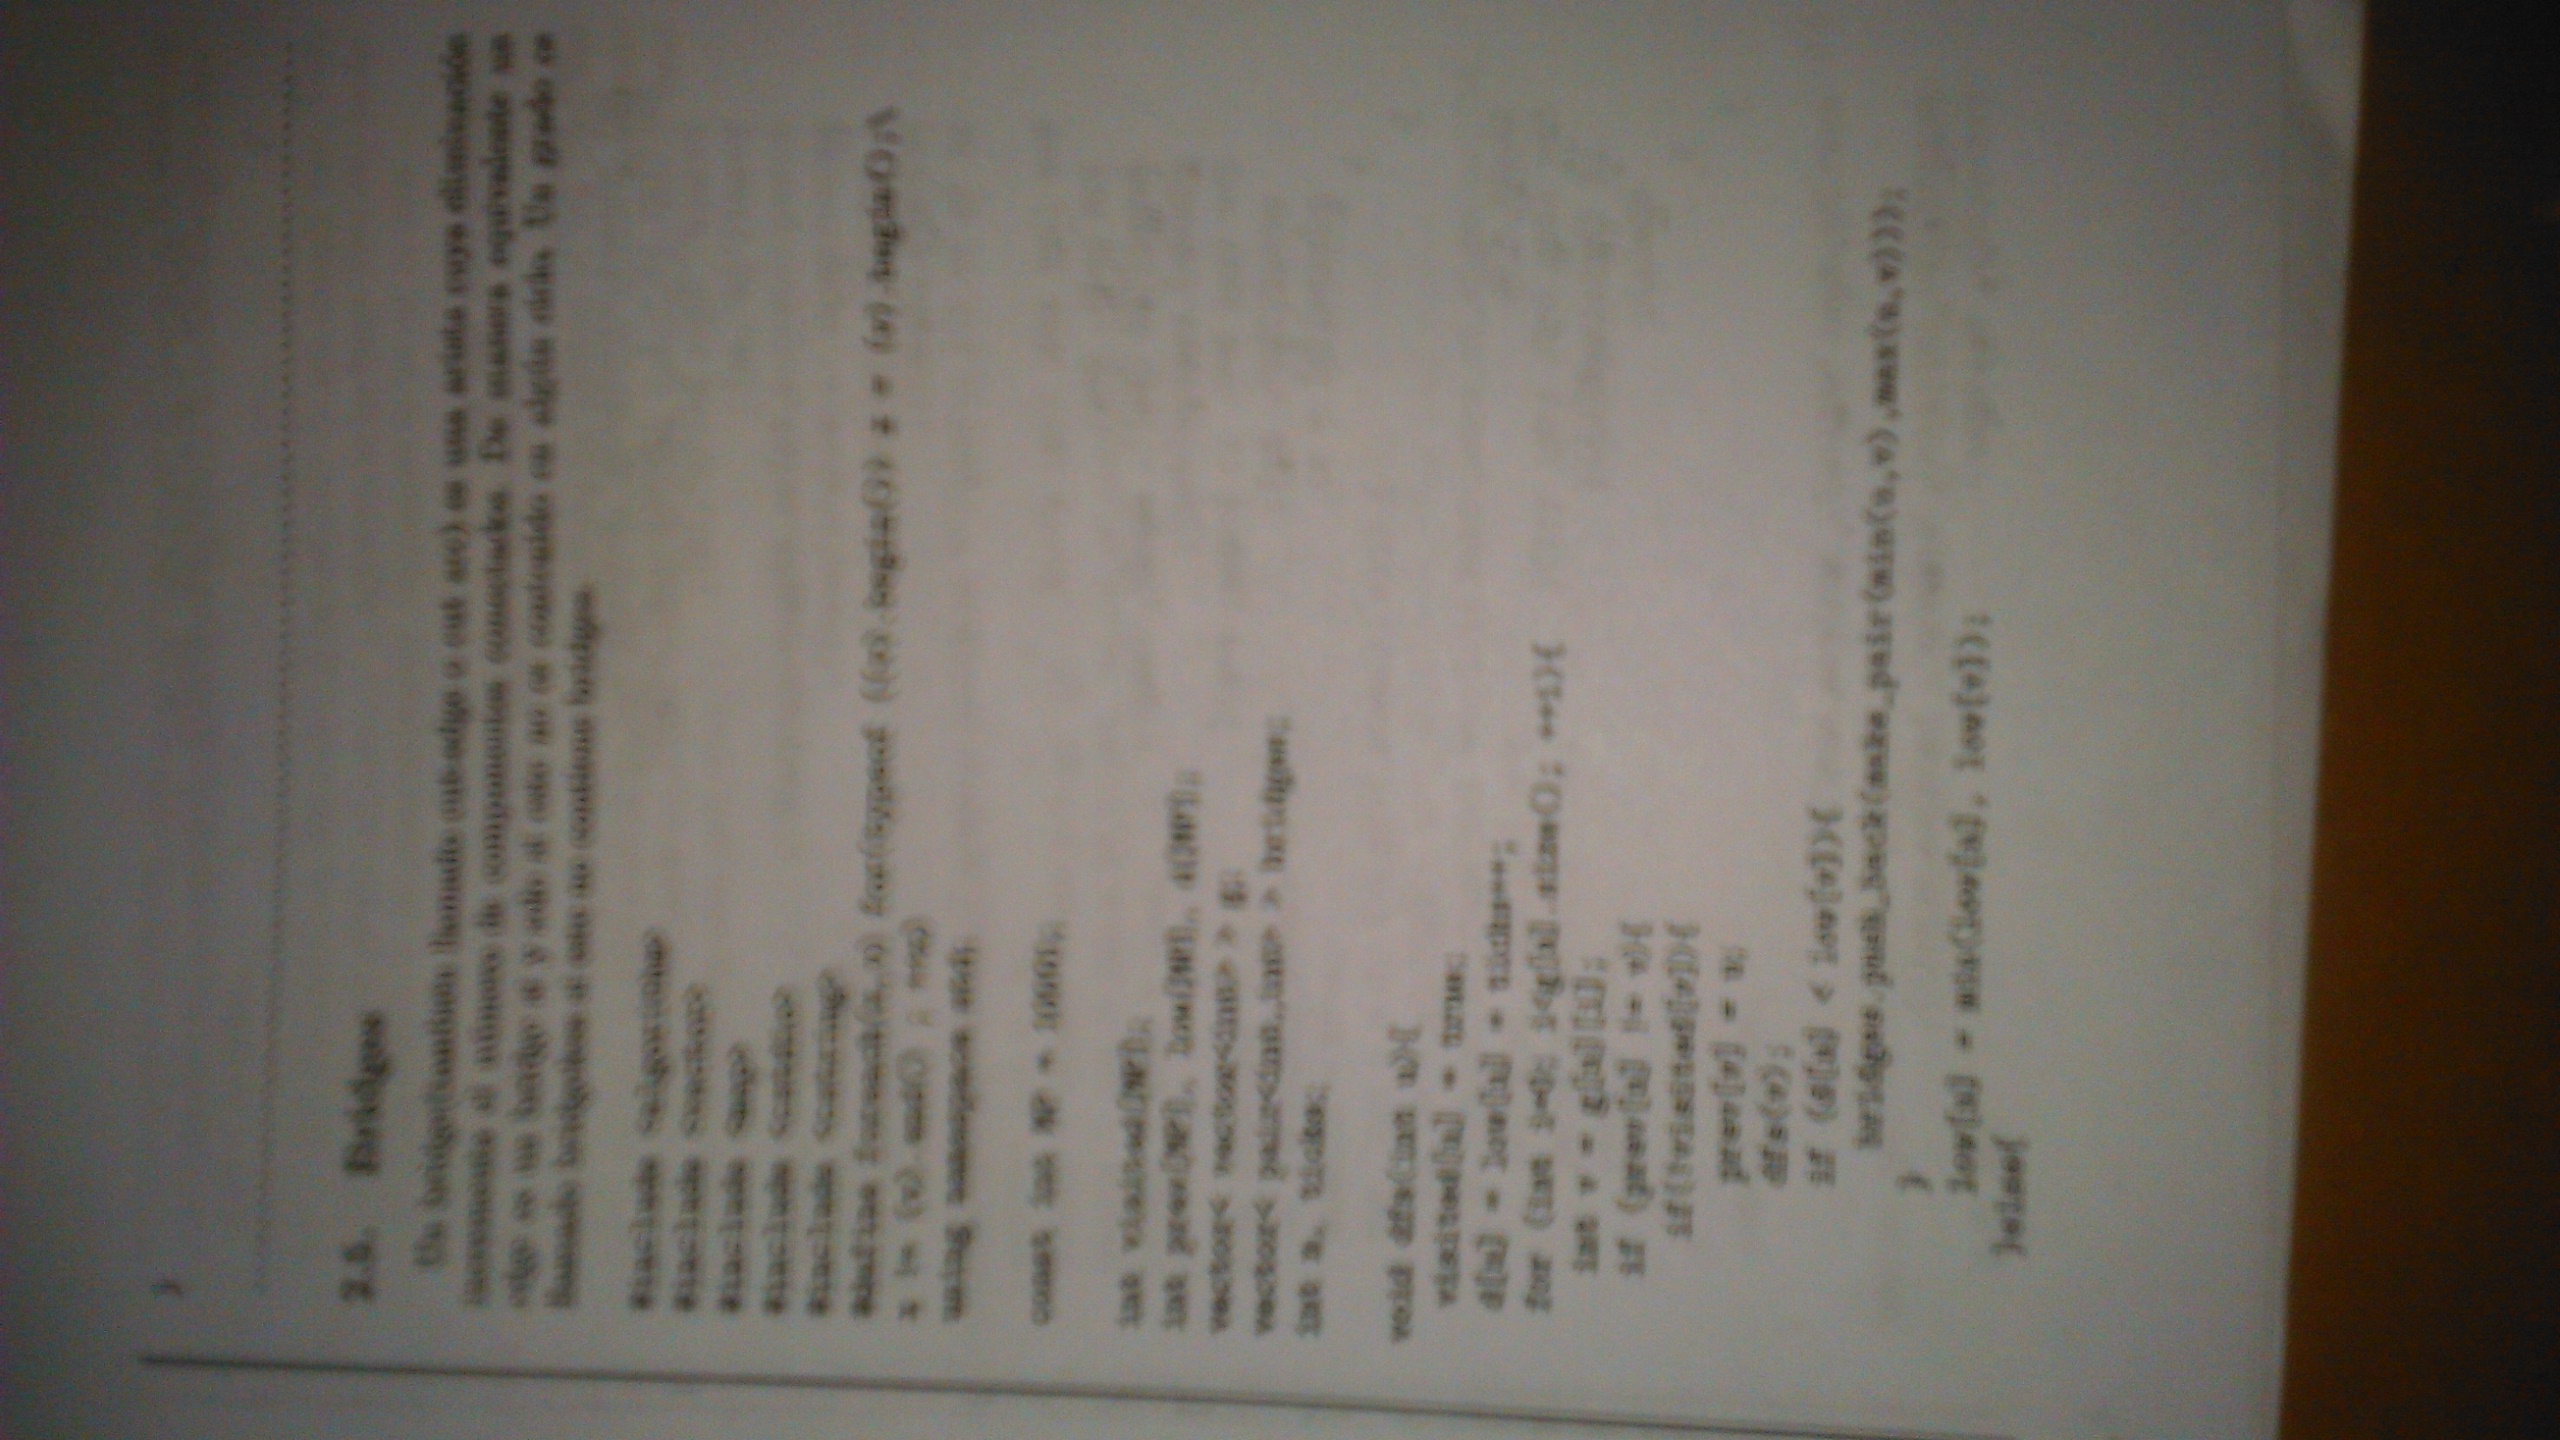 }
2.5. Bridges
Un bridge(tambien llamado cut-edge o cut arc) es una arista cuya eliminación
incrementa el número de componentes conectados. De manera equivalente un
edge es un bridge si y solo si este no es contenido en algún ciclo. Un grado es
llamado bridgeless si este no contiene bridges.
#include <algorithm>
#include <vector>
#include <map>
#include <cstdio>
#include <cstring>
#define foreach(x,v) for(typeof ((v).begin()) x = (v).begin();\
x != (v).end() ; ++x)
using namespace std;
const int MP = 10001;
int visited[MP];
int prev[MP], low[MP], d[MP];
vector< vector<int> > g;
vector< pair<int,int> > bridges;
int n, ticks;
void dfs(int u){
visited[u] = true;
d[u] = low[u] = ticks++;
for (int i=0; i<g[u].size(); ++i){
int v = g[u][i];
if (prev[u] != v){
if(!visited[v]){
prev[v] = u;
dfs(v);
if (d[u] < low[v]){
bridges.push_back(make_pair(min(u,v),max(u,v)));
}
low[u] = min(low[u], low[v]);
}else{